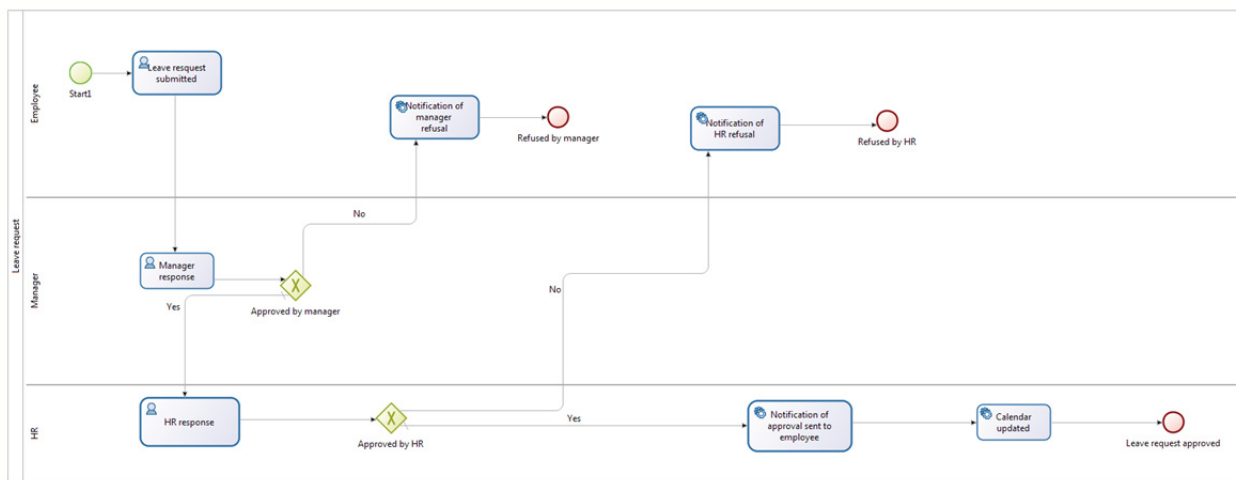 Leave request
Employee
Start1
Leave resquest
submitted
Notification of
manager
refusal
Refused by manager
Notification of
HR refusal
Refused by HR
Manager
Manager
response
Approved by manager
No
Yes
No
HR
HR response
Approved by HR
Yes
Notification of
approval sent to
employee
Calendar
updated
Leave request approved